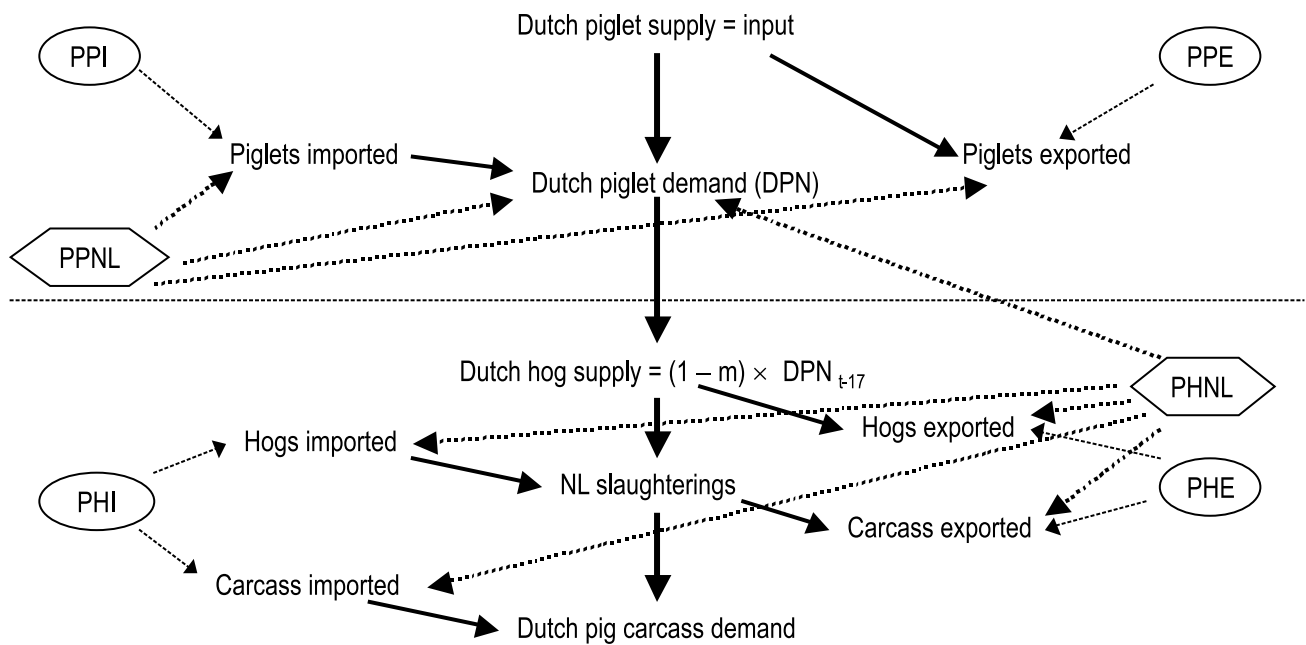 Dutch piglet supply = input
PPI
PPE
Piglets imported
Piglets exported
Dutch piglet demand (DPN)
PPNL
Dutch hog supply = (1 – m) × DPN t-17
PHNL
Hogs imported
Hogs exported
NL slaughterings
PHI
PHE
Carcass exported
Carcass imported
Dutch pig carcass demand